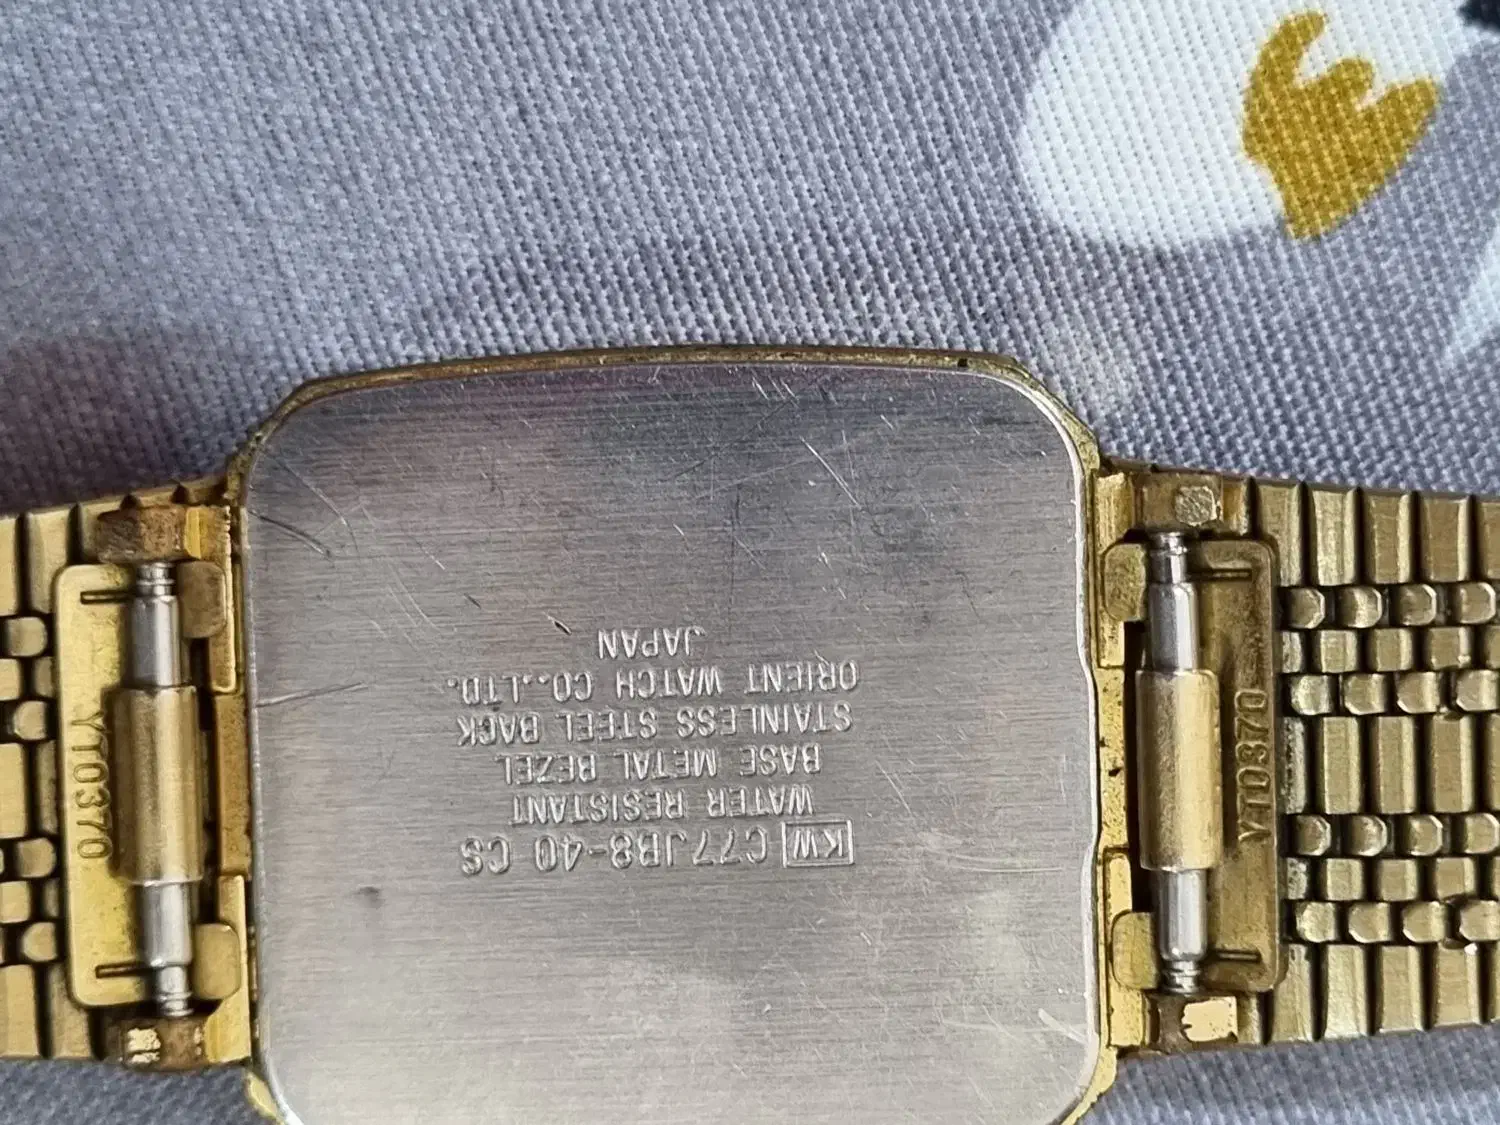 KW C77JB8-40 CS
WATER RESISTANT
BASE METAL BEZEL
STAINLESS STEEL BACK
ORIENT WATCH CO.,LTD.
JAPAN
YT0370
YT0370